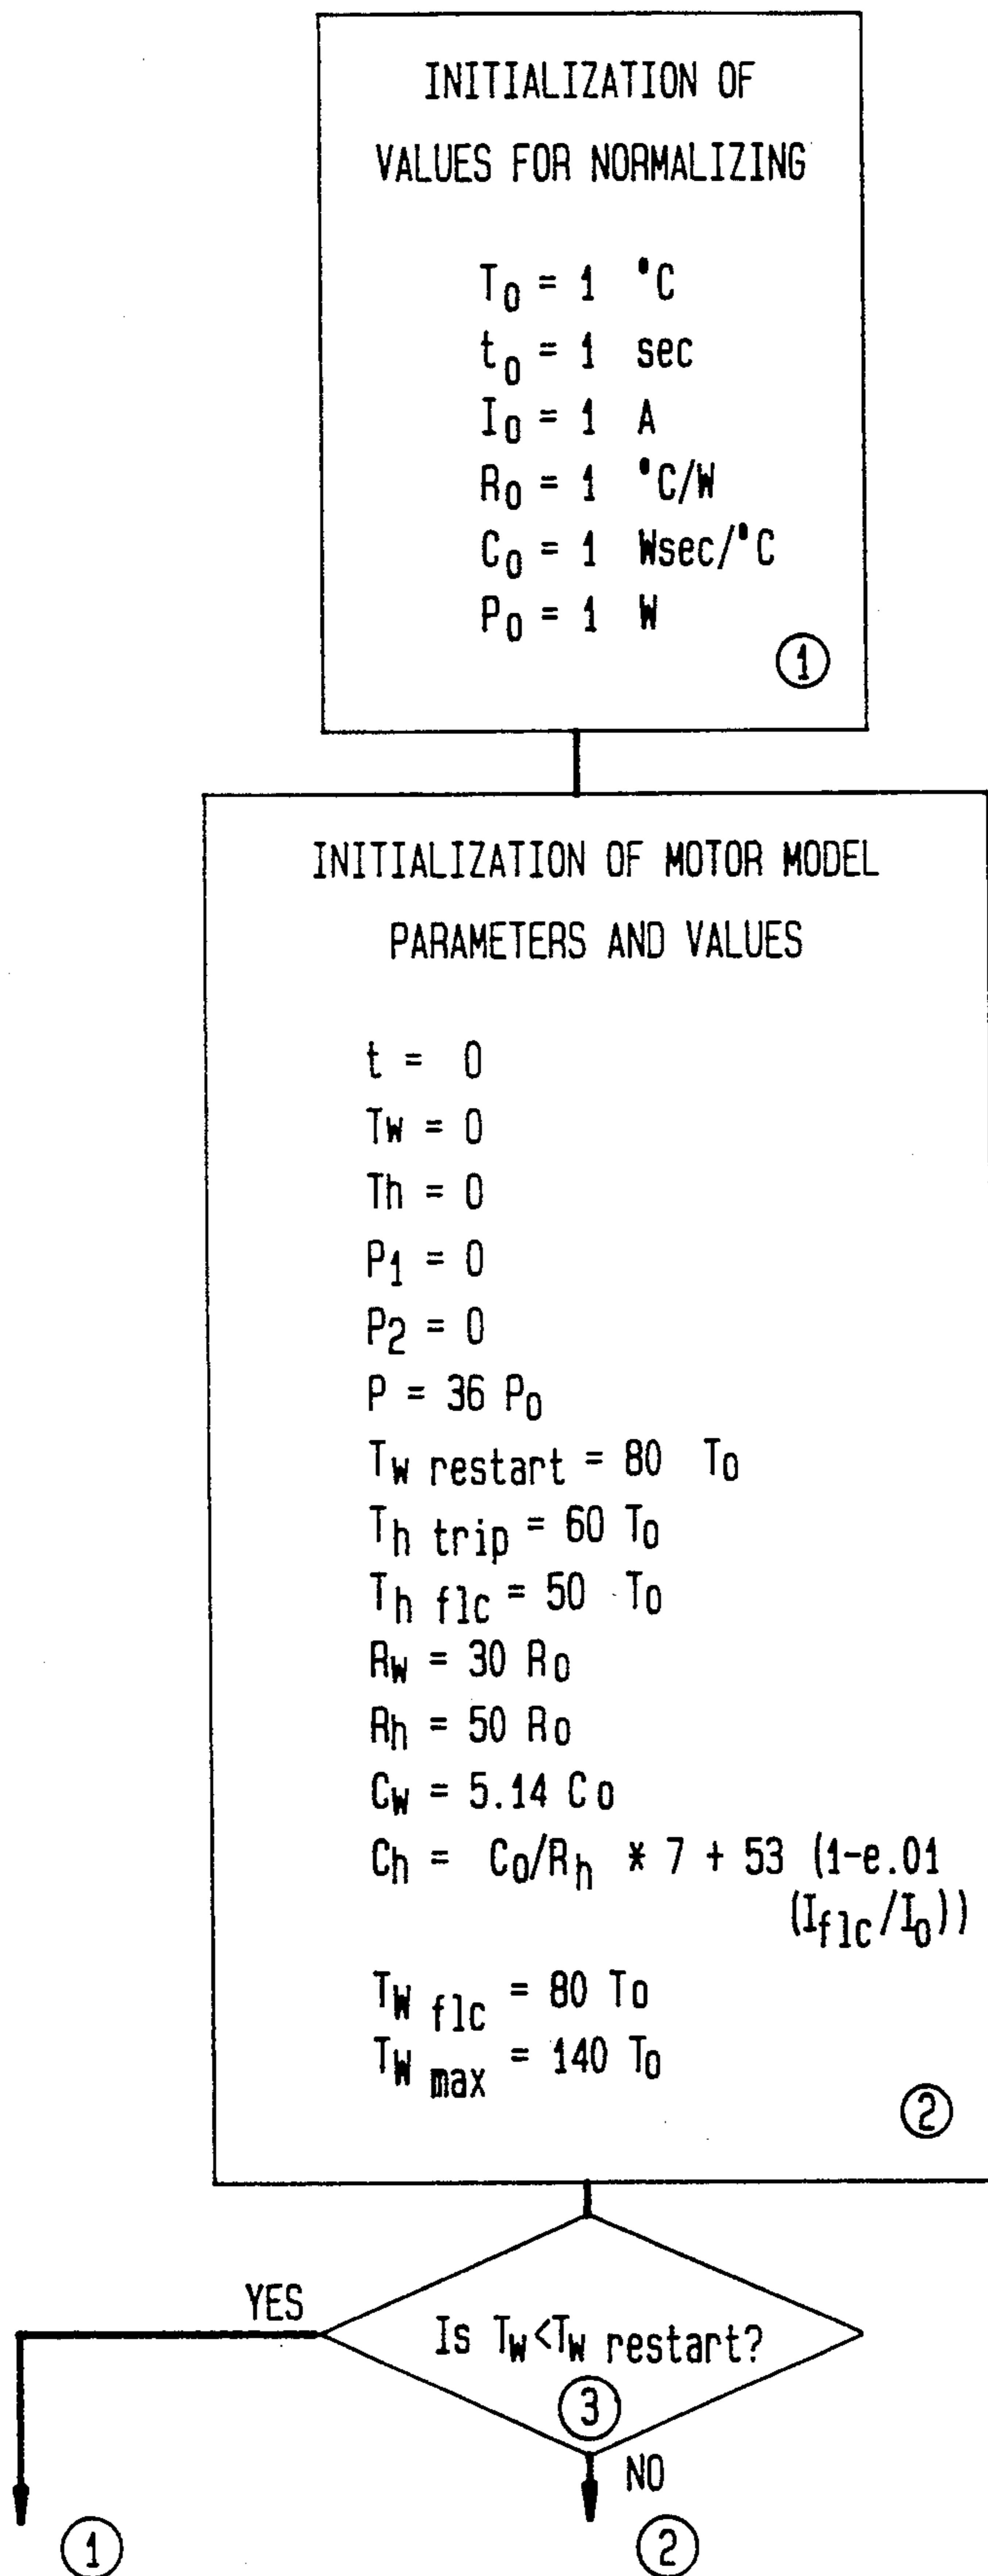 INITIALIZATION OF
VALUES FOR NORMALIZING
T0 = 1 °C
t0 = 1 sec
I0 = 1 A
R0 = 1 °C/W
C0 = 1 Wsec/°C
P0 = 1 W
1
INITIALIZATION OF MOTOR MODEL
PARAMETERS AND VALUES
t = 0
Tw = 0
Th = 0
P1 = 0
P2 = 0
P = 36 P0
Tw restart = 80 T0
Th trip = 60 T0
Th flc = 50 T0
Rw = 30 R0
Rh = 50 R0
Cw = 5.14 C0
Ch = C0/Rh * 7 + 53 (1-e.01
(Iflc/I0))
Tw flc = 80 T0
Tw max = 140 T0
2
YES
Is Tw<Tw restart?
3
NO
1
2